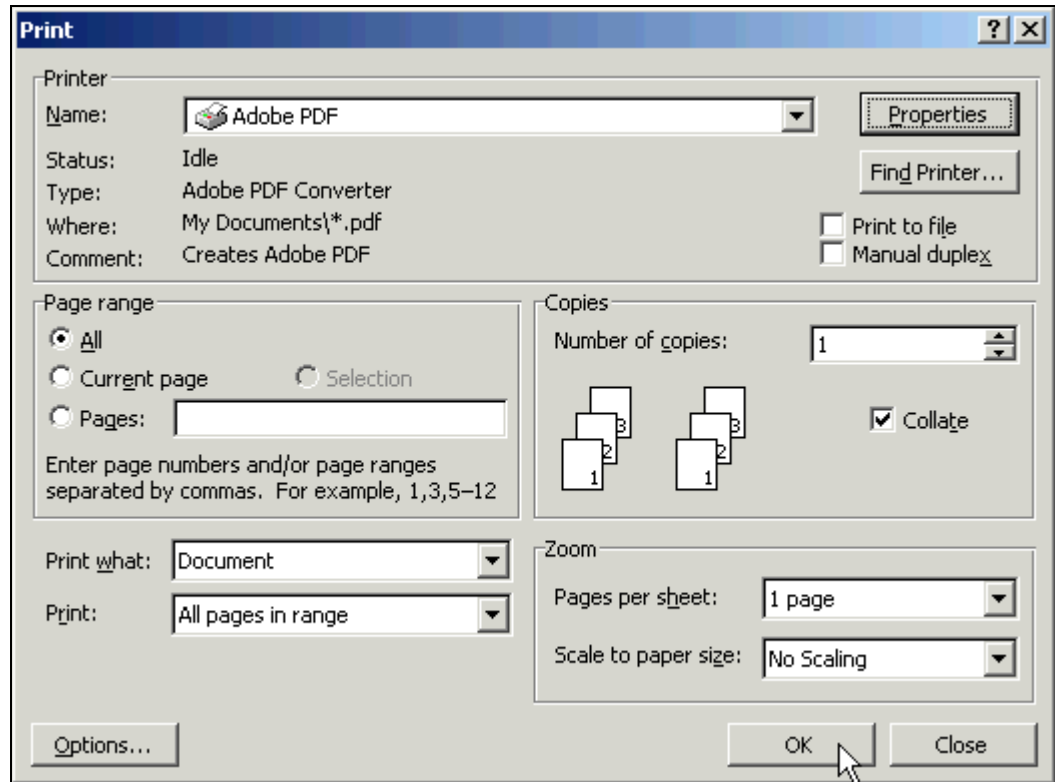 Print
Printer
Name: Adobe PDF Properties
Status: Idle
Find Printer...
Type: Adobe PDF Converter
Where: My Documents\*.pdf Print to file
Comment: Creates Adobe PDF Manual duplex
Page range
All
Current page Selection
Pages:
Enter page numbers and/or page ranges
separated by commas. For example, 1,3,5–12
Copies
Number of copies: 1
3 3
2 2
1 1
Collate
Print what: Document
Print: All pages in range
Zoom
Pages per sheet: 1 page
Scale to paper size: No Scaling
Options... OK Close